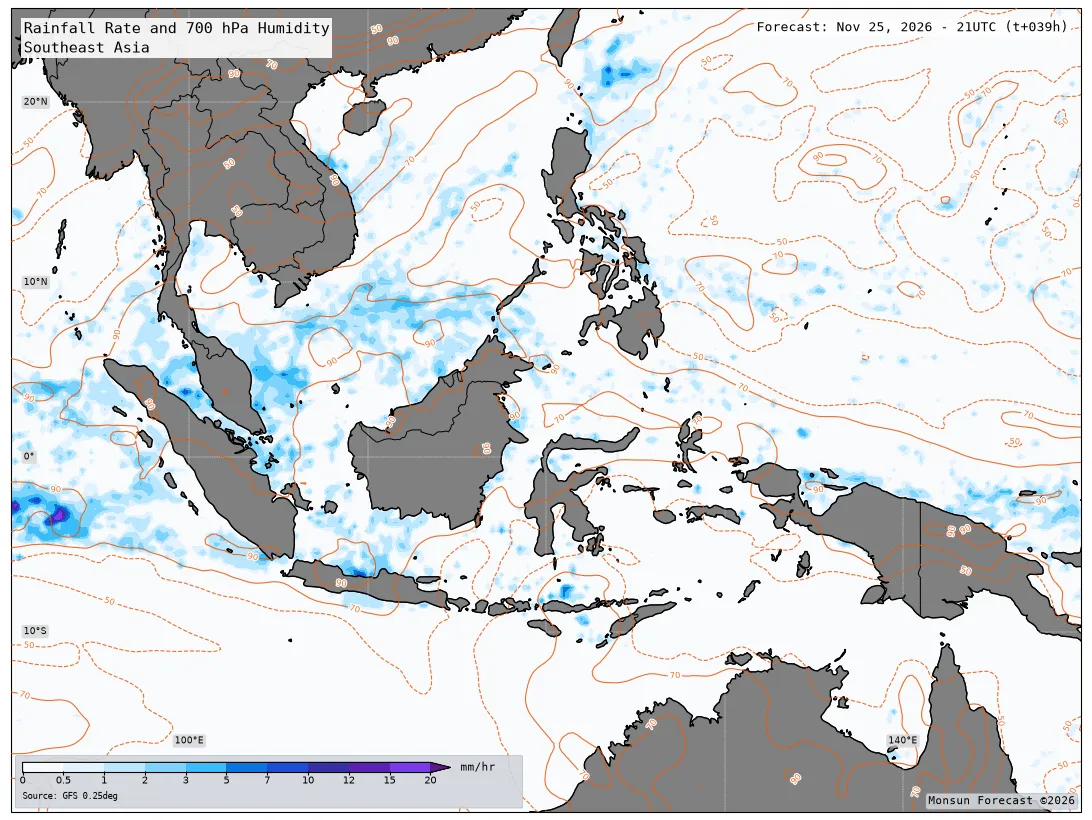 Rainfall Rate and 700 hPa Humidity
Southeast Asia
Forecast: Nov 25, 2026 - 21UTC (t+039h)
20°N
10°N
0°
10°S
100°E
140°E
0 0.5 1 2 3 5 7 10 12 15 20 mm/hr
Source: GFS 0.25deg
Monsun Forecast ©2026